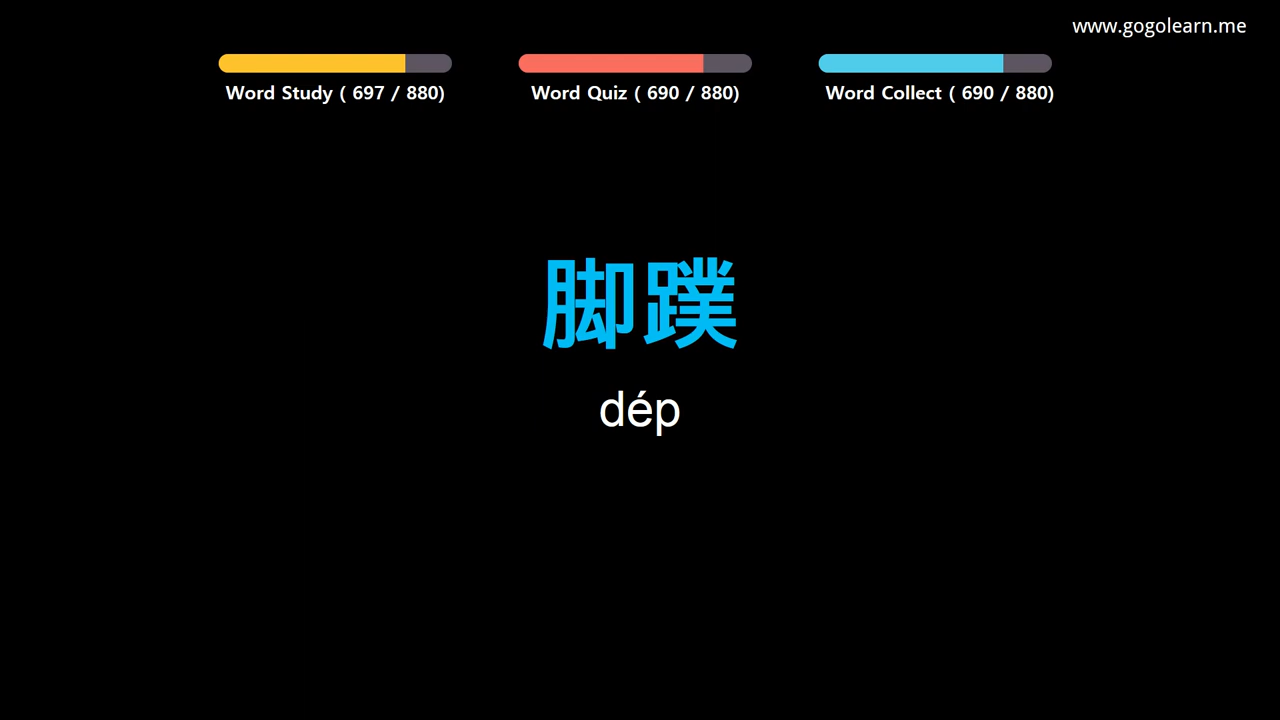 www.gogolearn.me
Word Study ( 697 / 880)
Word Quiz ( 690 / 880)
Word Collect ( 690 / 880)
脚蹼
dép